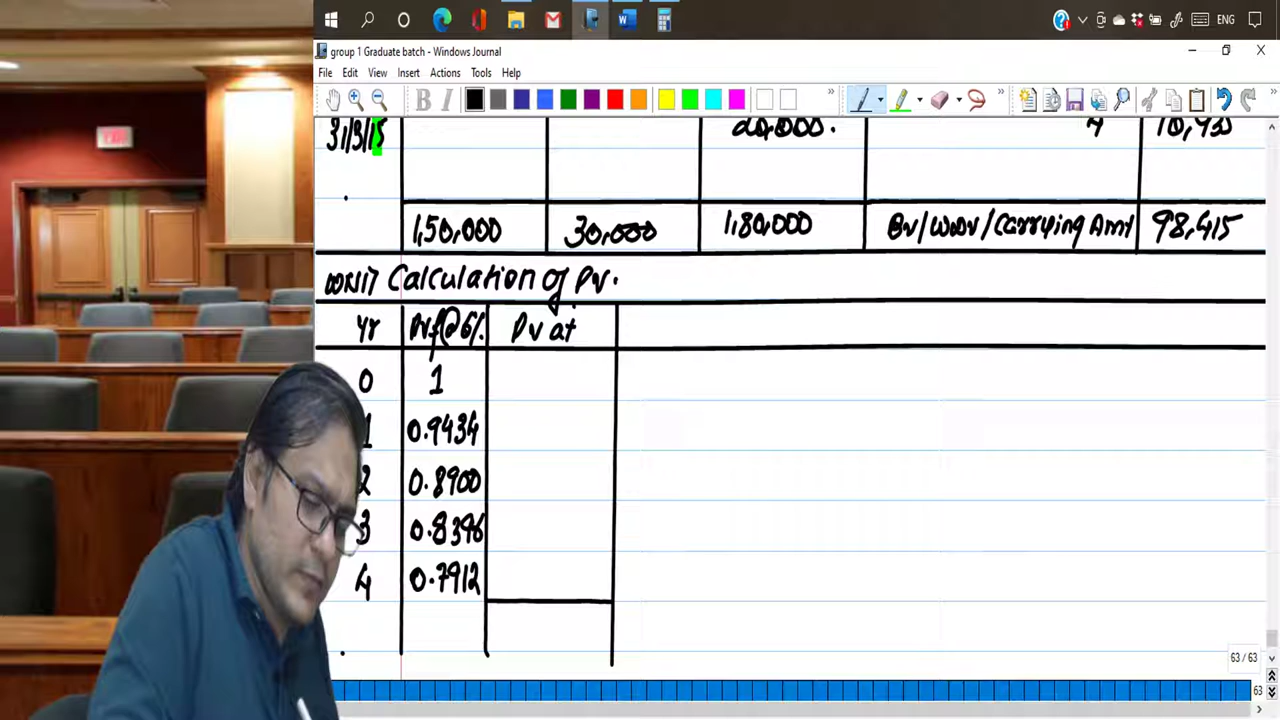 group 1 Graduate batch - Windows Journal
ENG
File Edit View Insert Actions Tools Help
B I
31/3/15 20,000. 4 10,935
1,50,000 30,000 1,80,000 BV/WDV/Carrying Amt 98,415
WN17 Calculation of Pv.
Yr Pvf@6%. Pv at
0 1
1 0.9434
2 0.8900
3 0.8396
4 0.7912
63 / 63
63